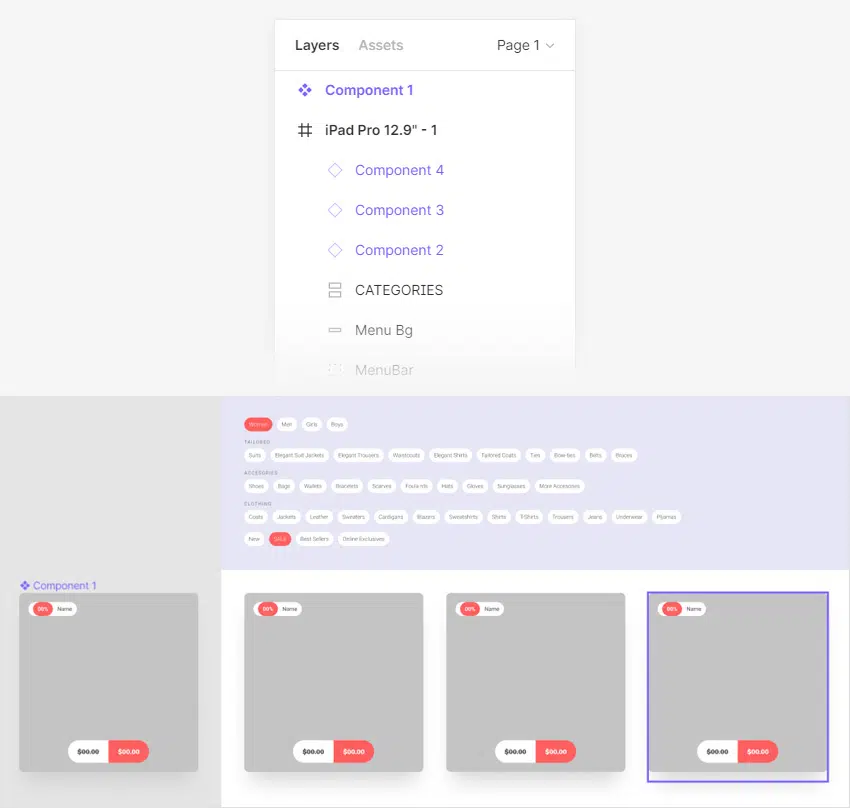 Layers Assets Page 1
Component 1
iPad Pro 12.9" - 1
Component 4
Component 3
Component 2
CATEGORIES
Menu Bg
MenuBar
Women Men Girls Boys
TAILORED
Suits Elegant Suit Jackets Elegant Trousers Waistcoats Elegant Shirts Tailored Coats Ties Bow-ties Belts Braces
ACCESORIES
Shoes Bags Wallets Bracelets Scarves Foulards Hats Gloves Sunglasses More Accesories
CLOTHING
Coats Jackets Leather Sweaters Cardigans Blazers Sweatshirts Shirts T-Shirts Trousers Jeans Underwear Pijamas
New SALE Best Sellers Online Exclusives
Component 1
00% Name 00% Name 00% Name 00% Name
$00.00 $00.00 $00.00 $00.00 $00.00 $00.00 $00.00 $00.00